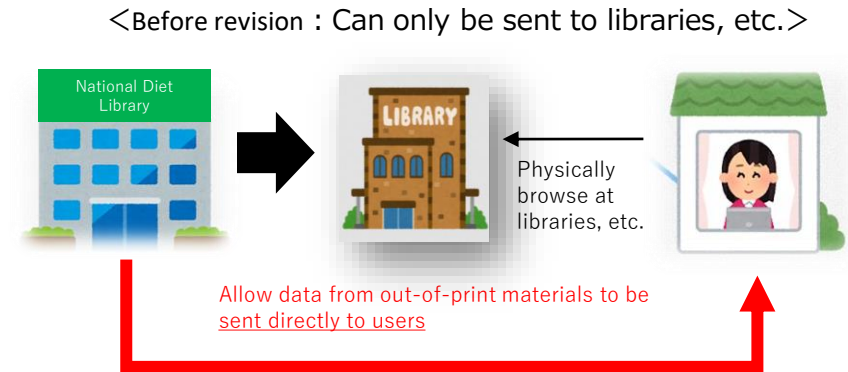 ＜Before revision：Can only be sent to libraries, etc.＞
National Diet
Library
LIBRARY
Physically
browse at
libraries, etc.
Allow data from out-of-print materials to be
sent directly to users